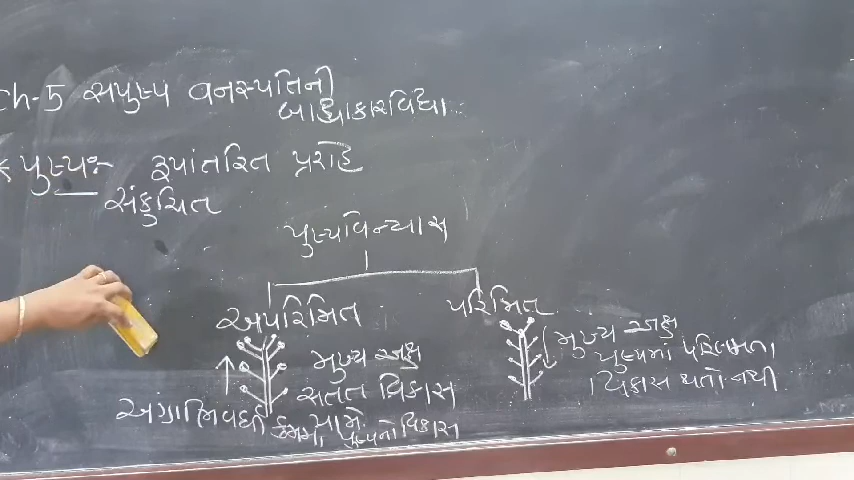 Ch-5 સપુષ્પ વનસ્પતિની
બાહ્યાકારવિદ્યા
* પુષ્પઃ- રૂપાંતરિત પ્રરોહ
સંકુચિત
પુષ્પવિન્યાસ
અપરિમિત
પરિમિત
મુખ્ય અક્ષ
સતત વિકાસ પામે
અગ્રાભિવર્ધી ક્રમમાં પુષ્પનો વિકાસ
મુખ્ય અક્ષ
પુષ્પમાં પરિણમતા
વિકાસ થતો નથી